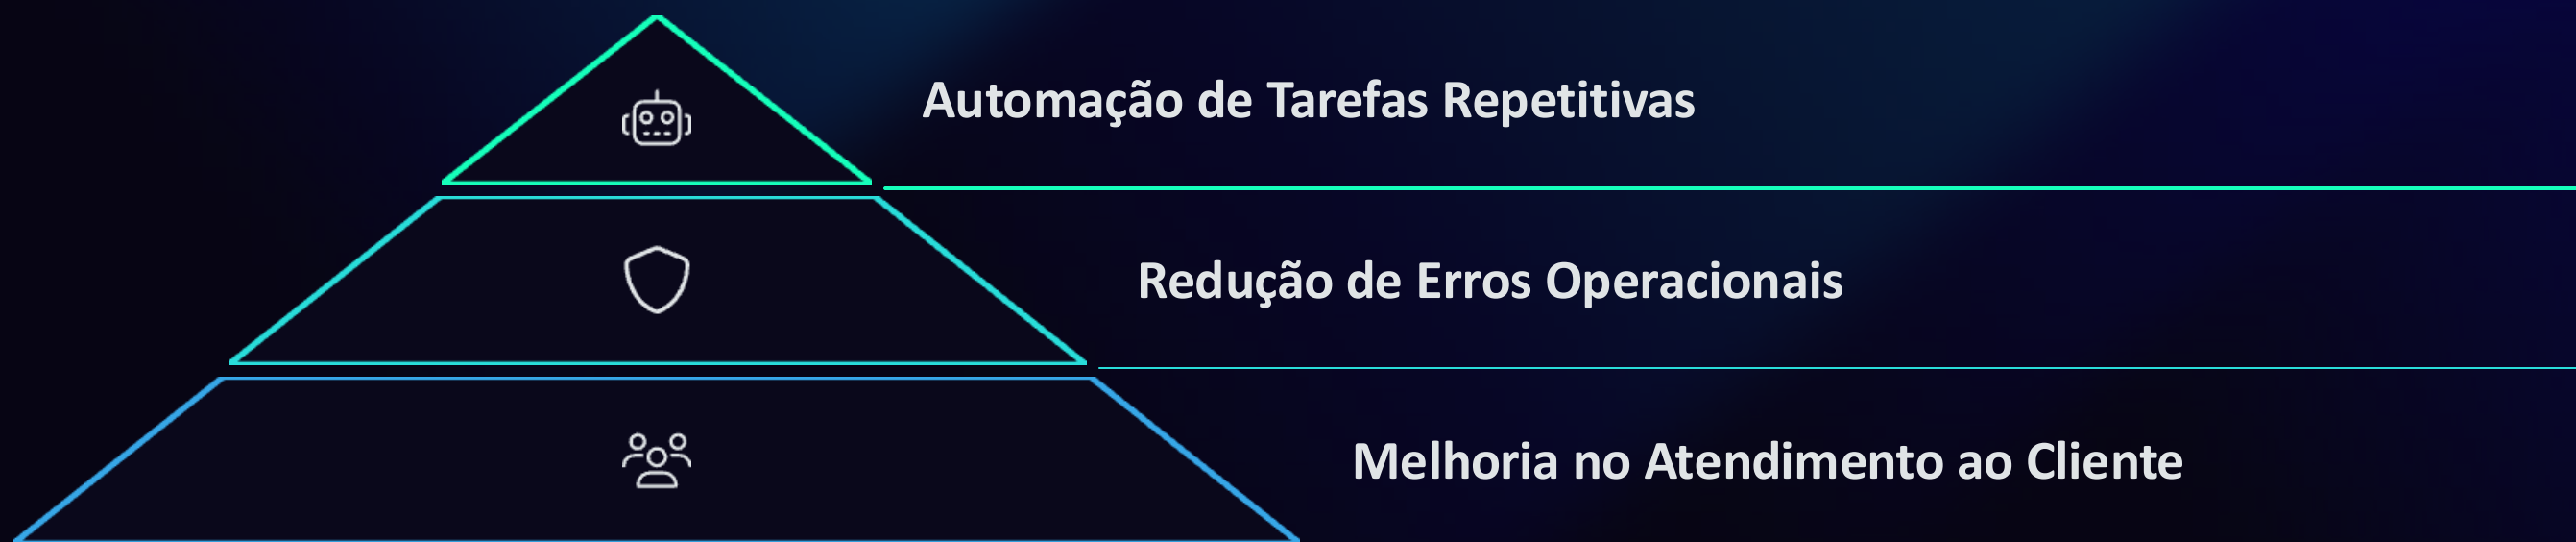 Automação de Tarefas Repetitivas
Redução de Erros Operacionais
Melhoria no Atendimento ao Cliente